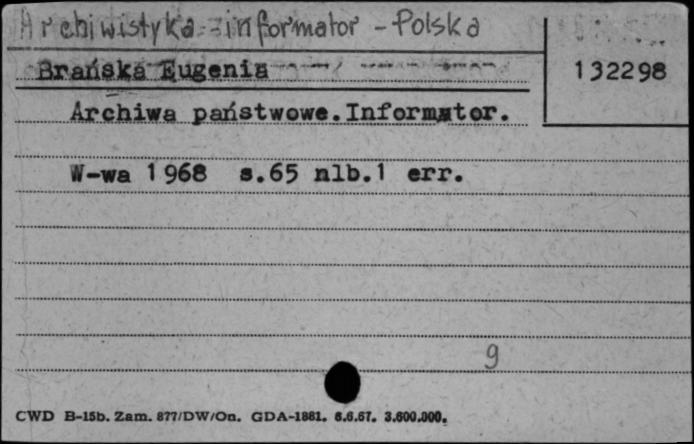 Archiwistyka - informator - Polska
Brańska Eugenia
132298
Archiwa państwowe.Informator.
W-wa 1968 s.65 nlb.1 err.
9
CWD B-15b. Zam. 877/DW/On. GDA-1881. 6.6.67. 3.600.000.